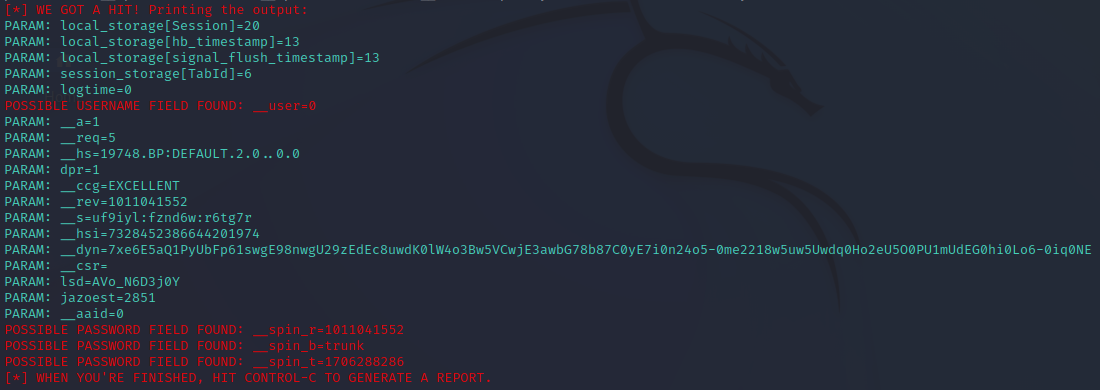 [*] WE GOT A HIT! Printing the output:
PARAM: local_storage[Session]=20
PARAM: local_storage[hb_timestamp]=13
PARAM: local_storage[signal_flush_timestamp]=13
PARAM: session_storage[TabId]=6
PARAM: logtime=0
POSSIBLE USERNAME FIELD FOUND: __user=0
PARAM: __a=1
PARAM: __req=5
PARAM: __hs=19748.BP:DEFAULT.2.0..0.0
PARAM: dpr=1
PARAM: __ccg=EXCELLENT
PARAM: __rev=1011041552
PARAM: __s=uf9iyl:fznd6w:r6tg7r
PARAM: __hsi=7328452386644201974
PARAM: __dyn=7xe6E5aQ1PyUbFp61swgE98nwgU29zEdEc8uwdK0lW4o3Bw5VCwjE3awbG78b87C0yE7i0n24o5-0me2218w5uw5Uwdq0Ho2eU5O0PU1mUdEG0hi0Lo6-0iq0NE
PARAM: __csr=
PARAM: lsd=AVo_N6D3j0Y
PARAM: jazoest=2851
PARAM: __aaid=0
POSSIBLE PASSWORD FIELD FOUND: __spin_r=1011041552
POSSIBLE PASSWORD FIELD FOUND: __spin_b=trunk
POSSIBLE PASSWORD FIELD FOUND: __spin_t=1706288286
[*] WHEN YOU'RE FINISHED, HIT CONTROL-C TO GENERATE A REPORT.